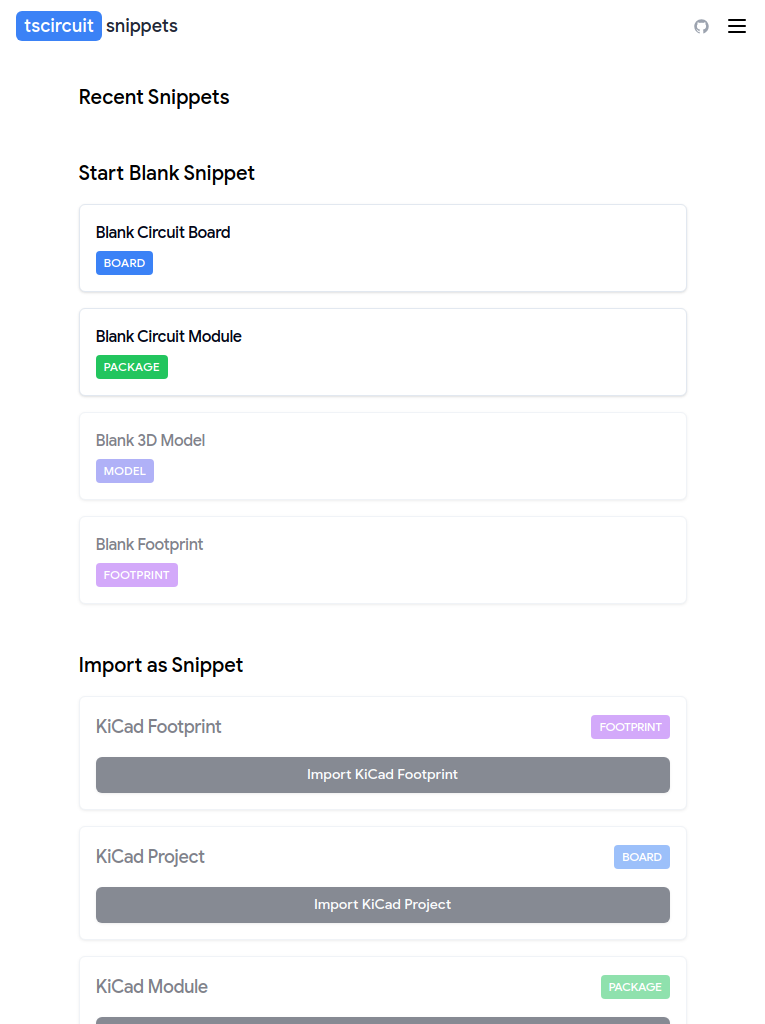 tscircuit snippets
Recent Snippets
Start Blank Snippet
Blank Circuit Board
BOARD
Blank Circuit Module
PACKAGE
Blank 3D Model
MODEL
Blank Footprint
FOOTPRINT
Import as Snippet
KiCad Footprint FOOTPRINT
Import KiCad Footprint
KiCad Project BOARD
Import KiCad Project
KiCad Module PACKAGE